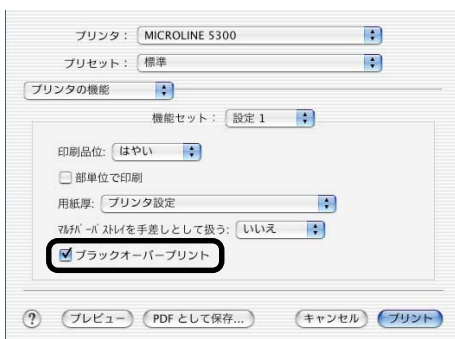 プリンタ： MICROLINE 5300
プリセット： 標準
プリンタの機能
機能セット： 設定 1
印刷品位: はやい
部単位で印刷
用紙厚: プリンタ設定
ﾏﾙﾁﾊﾟｰﾊﾟｽﾄﾚｲを手差しとして扱う: いいえ
ブラックオーバープリント
? プレビュー PDF として保存... キャンセル プリント